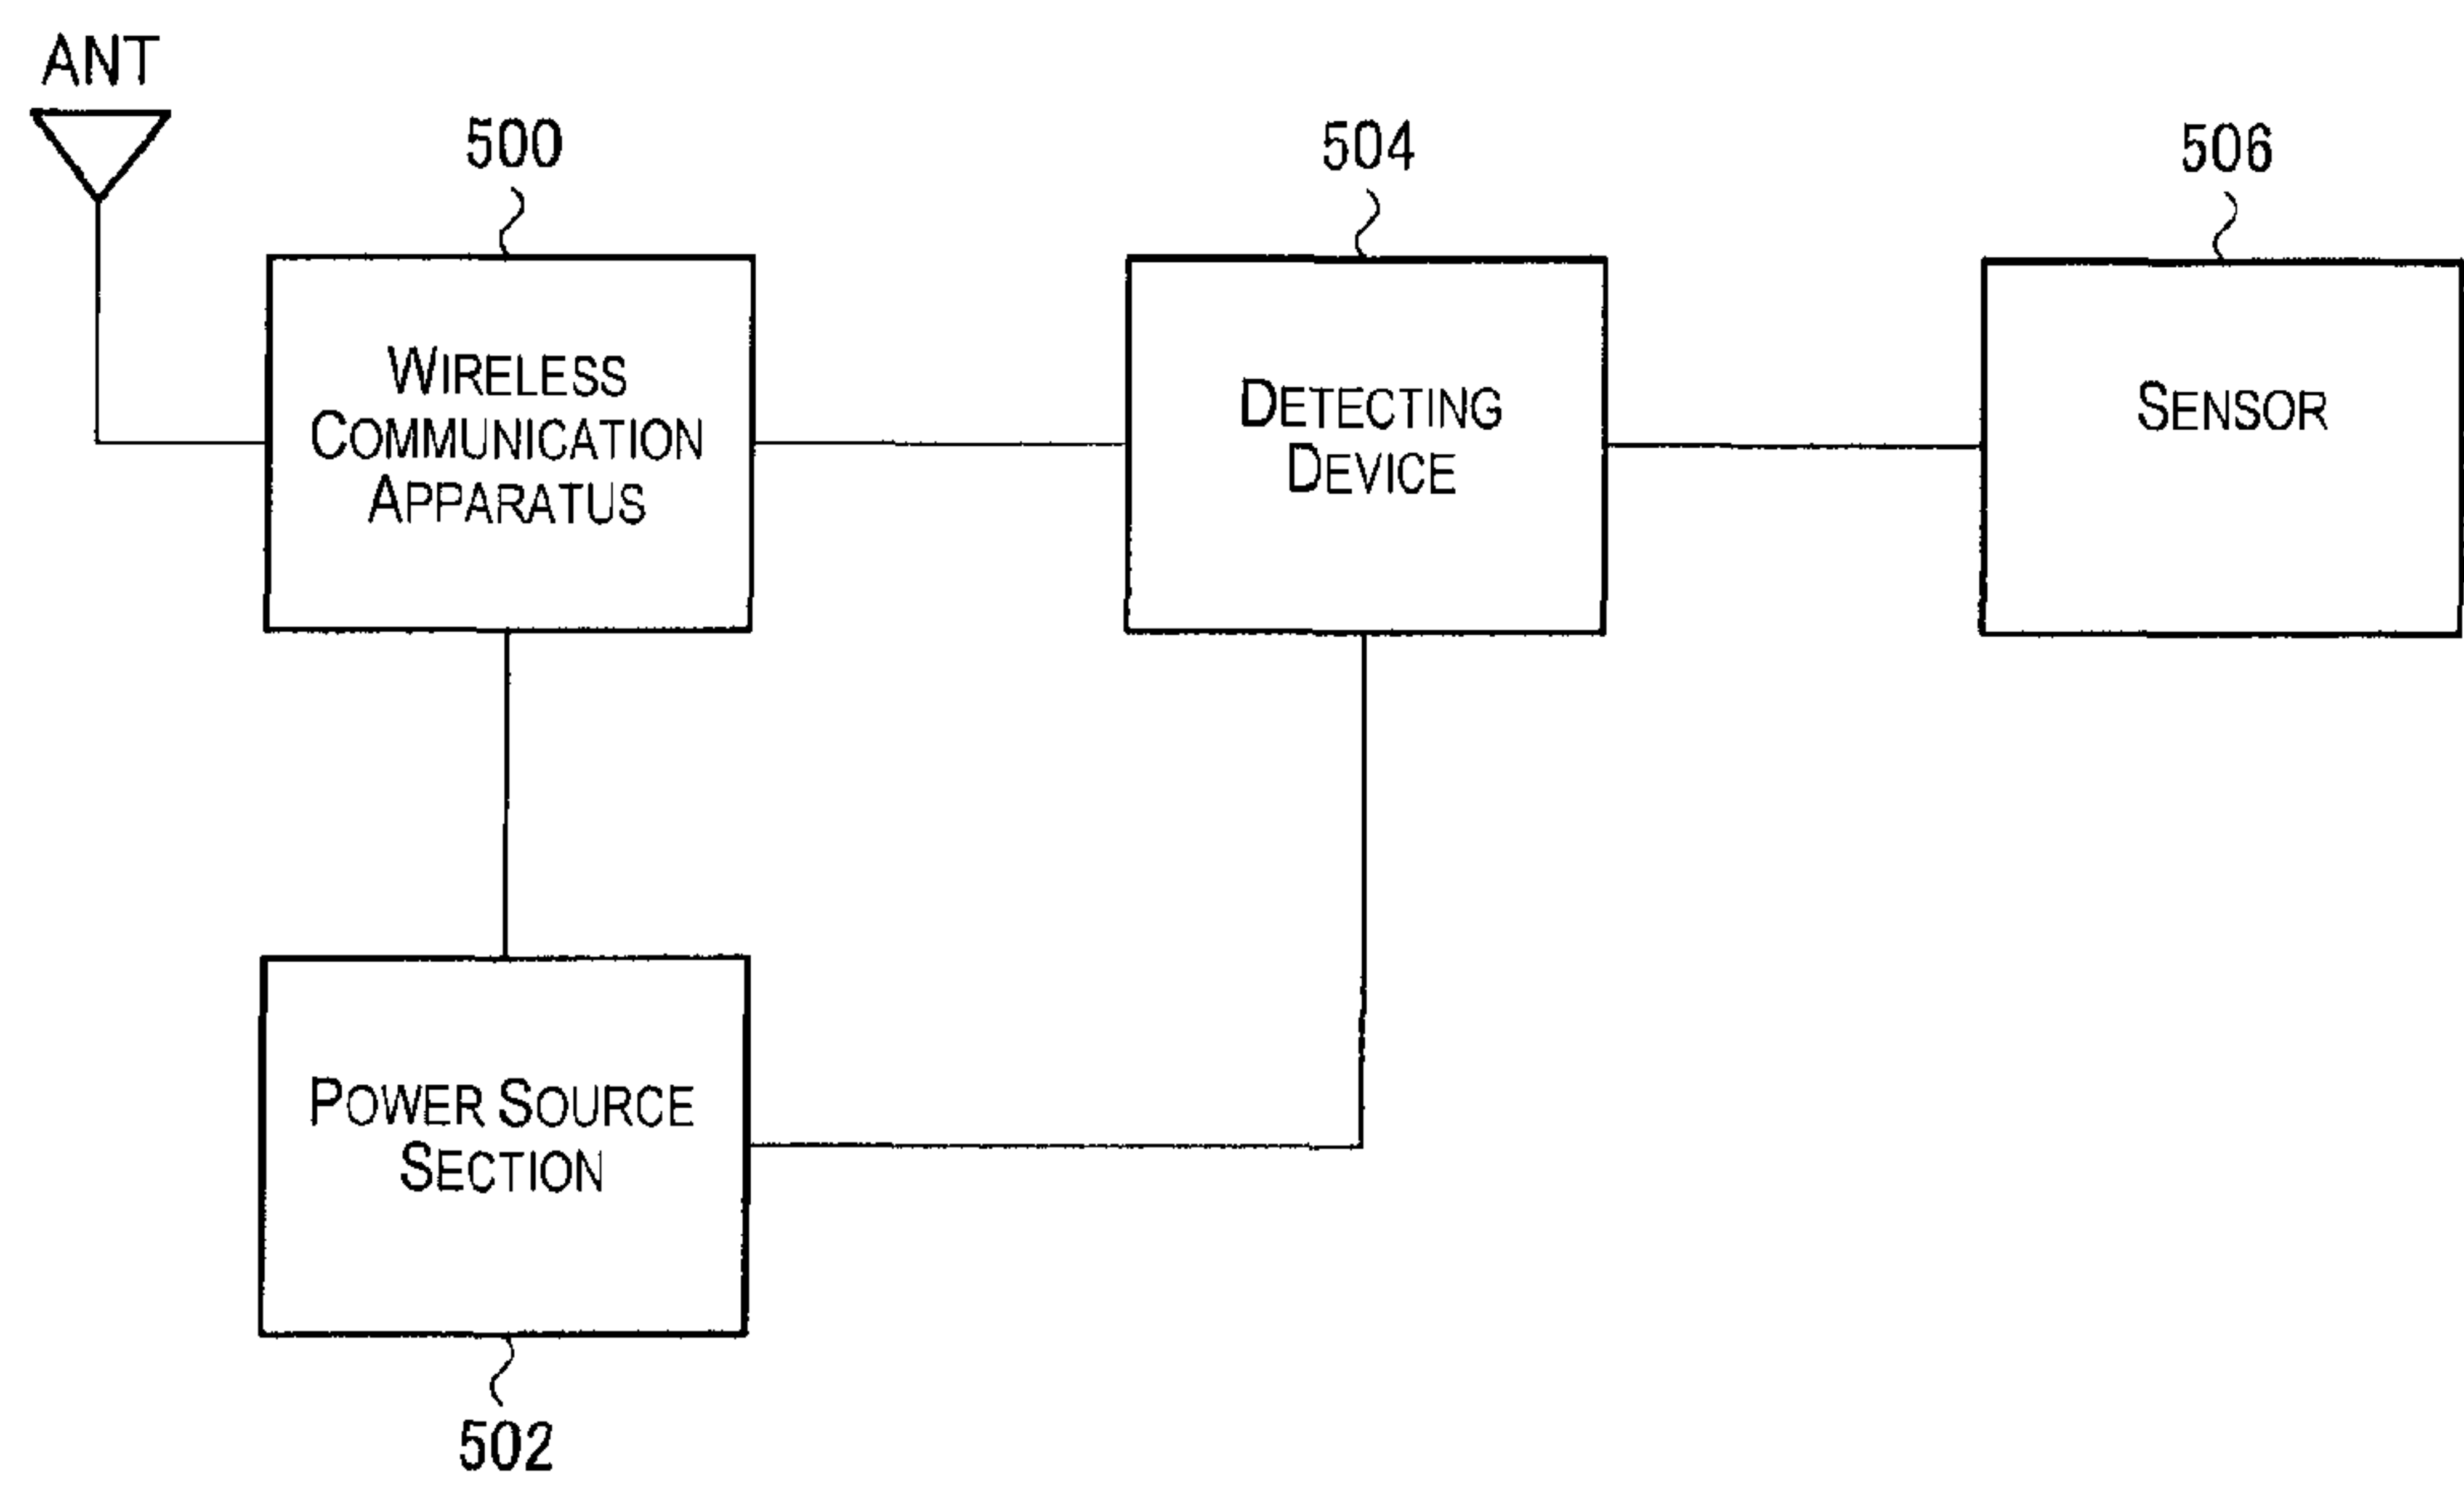 ANT
500
504
506
WIRELESS
COMMUNICATION
APPARATUS
DETECTING
DEVICE
SENSOR
POWER SOURCE
SECTION
502